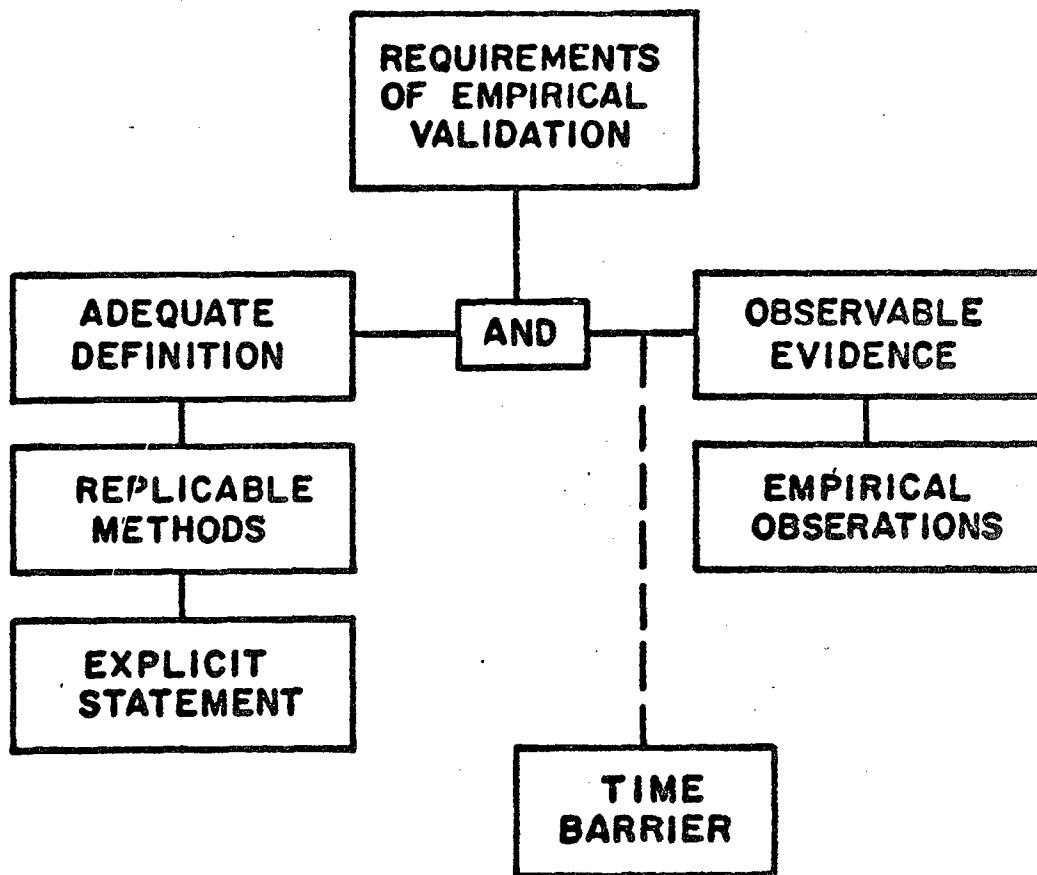 REQUIREMENTS
OF EMPIRICAL
VALIDATION
ADEQUATE
DEFINITION
AND
OBSERVABLE
EVIDENCE
REPLICABLE
METHODS
EMPIRICAL
OBSERATIONS
EXPLICIT
STATEMENT
TIME
BARRIER